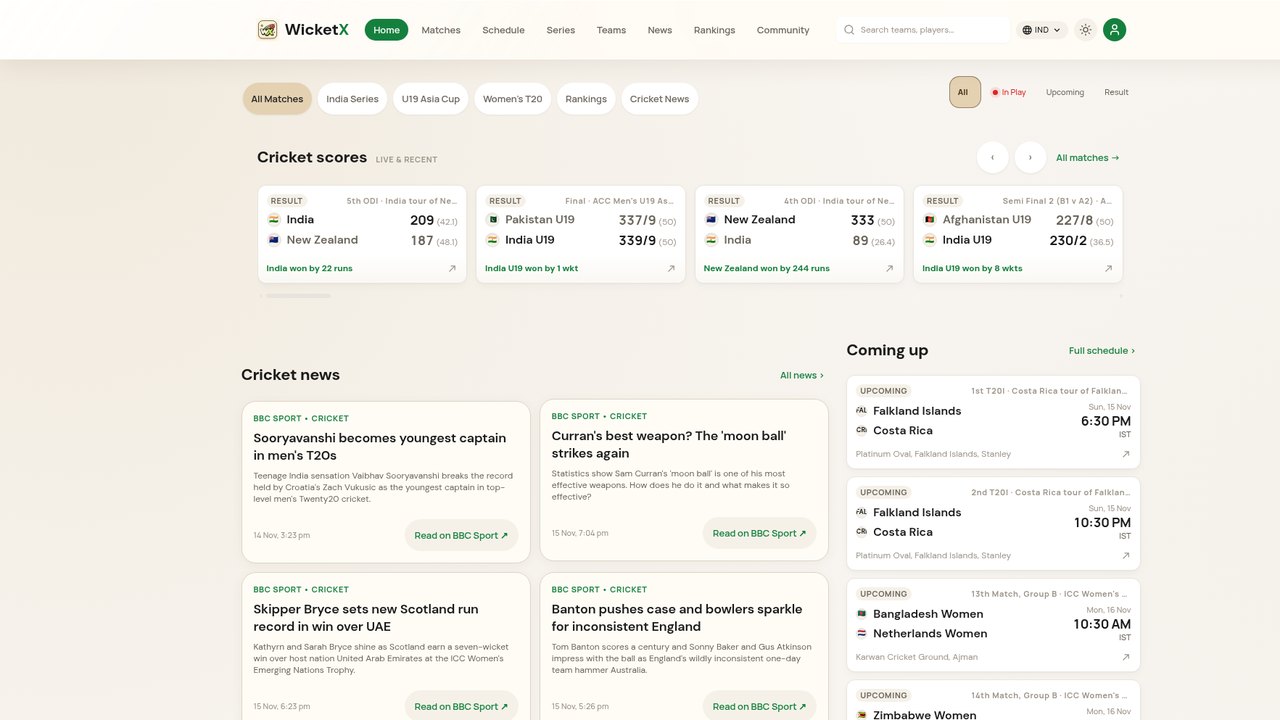 WicketX
Home
Matches
Schedule
Series
Teams
News
Rankings
Community
Search teams, players...
IND
All Matches
India Series
U19 Asia Cup
Women's T20
Rankings
Cricket News
All
In Play
Upcoming
Result
Cricket scores
LIVE & RECENT
‹
›
All matches →
RESULT
5th ODI · India tour of Ne...
India
209 (42.1)
New Zealand
187 (48.1)
India won by 22 runs
RESULT
Final · ACC Men's U19 As...
Pakistan U19
337/9 (50)
India U19
339/9 (50)
India U19 won by 1 wkt
RESULT
4th ODI · India tour of Ne...
New Zealand
333 (50)
India
89 (26.4)
New Zealand won by 244 runs
RESULT
Semi Final 2 (B1 v A2) · A...
Afghanistan U19
227/8 (50)
India U19
230/2 (36.5)
India U19 won by 8 wkts
Cricket news
All news ›
BBC SPORT • CRICKET
Sooryavanshi becomes youngest captain
in men's T20s
Teenage India sensation Vaibhav Sooryavanshi breaks the record
held by Croatia's Zach Vukusic as the youngest captain in top-
level men's Twenty20 cricket.
14 Nov, 3:23 pm
Read on BBC Sport ↗
BBC SPORT • CRICKET
Curran's best weapon? The 'moon ball'
strikes again
Statistics show Sam Curran's 'moon ball' is one of his most
effective weapons. How does he do it and what makes it so
effective?
15 Nov, 7:04 pm
Read on BBC Sport ↗
BBC SPORT • CRICKET
Skipper Bryce sets new Scotland run
record in win over UAE
Kathyrn and Sarah Bryce shine as Scotland earn a seven-wicket
win over host nation United Arab Emirates at the ICC Women's
Emerging Nations Trophy.
15 Nov, 6:23 pm
Read on BBC Sport ↗
BBC SPORT • CRICKET
Banton pushes case and bowlers sparkle
for inconsistent England
Tom Banton scores a century and Sonny Baker and Gus Atkinson
impress with the ball as England's wildly inconsistent one-day
team hammer Australia.
15 Nov, 5:26 pm
Read on BBC Sport ↗
Coming up
Full schedule ›
UPCOMING
1st T20I · Costa Rica tour of Falklan...
FAL
Falkland Islands
CRI
Costa Rica
Sun, 15 Nov
6:30 PM
IST
Platinum Oval, Falkland Islands, Stanley
UPCOMING
2nd T20I · Costa Rica tour of Falklan...
FAL
Falkland Islands
CRI
Costa Rica
Sun, 15 Nov
10:30 PM
IST
Platinum Oval, Falkland Islands, Stanley
UPCOMING
13th Match, Group B · ICC Women's ...
Bangladesh Women
Netherlands Women
Mon, 16 Nov
10:30 AM
IST
Karwan Cricket Ground, Ajman
UPCOMING
14th Match, Group B · ICC Women's ...
Zimbabwe Women
Mon, 16 Nov